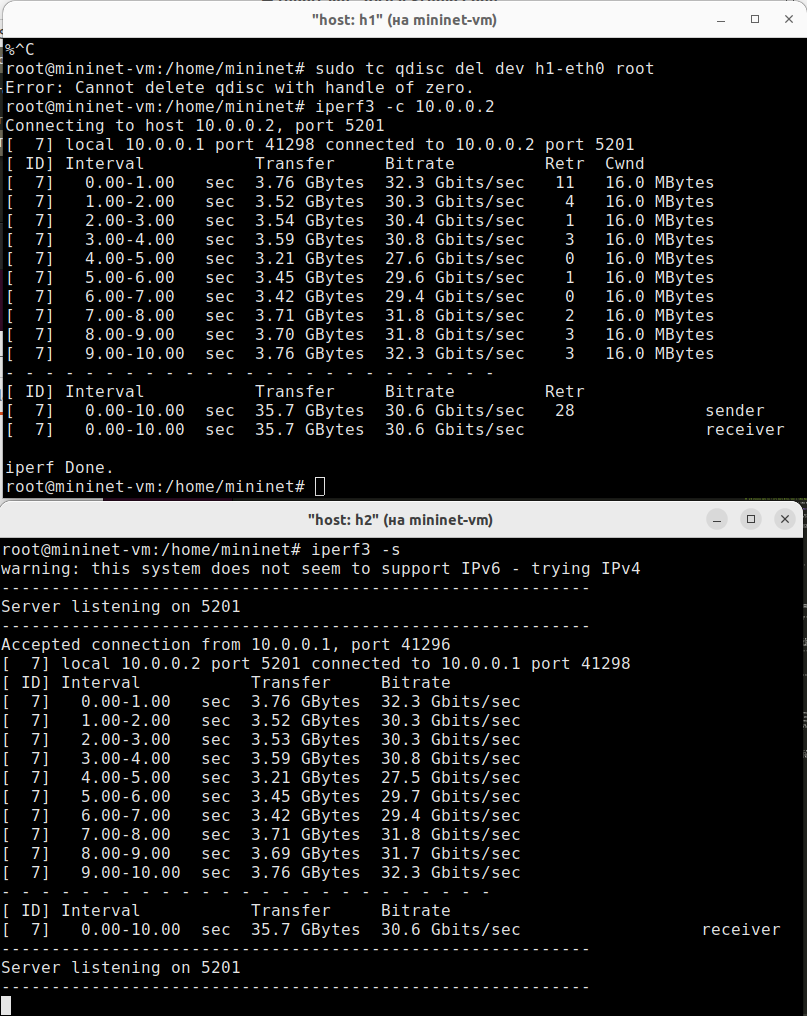 "host: h1" (на mininet-vm)
%^C
root@mininet-vm:/home/mininet# sudo tc qdisc del dev h1-eth0 root
Error: Cannot delete qdisc with handle of zero.
root@mininet-vm:/home/mininet# iperf3 -c 10.0.0.2
Connecting to host 10.0.0.2, port 5201
[  7] local 10.0.0.1 port 41298 connected to 10.0.0.2 port 5201
[ ID] Interval           Transfer     Bitrate         Retr  Cwnd
[  7]   0.00-1.00   sec  3.76 GBytes  32.3 Gbits/sec   11   16.0 MBytes
[  7]   1.00-2.00   sec  3.52 GBytes  30.3 Gbits/sec    4   16.0 MBytes
[  7]   2.00-3.00   sec  3.54 GBytes  30.4 Gbits/sec    1   16.0 MBytes
[  7]   3.00-4.00   sec  3.59 GBytes  30.8 Gbits/sec    3   16.0 MBytes
[  7]   4.00-5.00   sec  3.21 GBytes  27.6 Gbits/sec    0   16.0 MBytes
[  7]   5.00-6.00   sec  3.45 GBytes  29.6 Gbits/sec    1   16.0 MBytes
[  7]   6.00-7.00   sec  3.42 GBytes  29.4 Gbits/sec    0   16.0 MBytes
[  7]   7.00-8.00   sec  3.71 GBytes  31.8 Gbits/sec    2   16.0 MBytes
[  7]   8.00-9.00   sec  3.70 GBytes  31.8 Gbits/sec    3   16.0 MBytes
[  7]   9.00-10.00  sec  3.76 GBytes  32.3 Gbits/sec    3   16.0 MBytes
- - - - - - - - - - - - - - - - - - - - - - - - -
[ ID] Interval           Transfer     Bitrate         Retr
[  7]   0.00-10.00  sec  35.7 GBytes  30.6 Gbits/sec   28             sender
[  7]   0.00-10.00  sec  35.7 GBytes  30.6 Gbits/sec                  receiver
iperf Done.
root@mininet-vm:/home/mininet#
"host: h2" (на mininet-vm)
root@mininet-vm:/home/mininet# iperf3 -s
warning: this system does not seem to support IPv6 - trying IPv4
-----------------------------------------------------------
Server listening on 5201
-----------------------------------------------------------
Accepted connection from 10.0.0.1, port 41296
[  7] local 10.0.0.2 port 5201 connected to 10.0.0.1 port 41298
[ ID] Interval           Transfer     Bitrate
[  7]   0.00-1.00   sec  3.76 GBytes  32.3 Gbits/sec
[  7]   1.00-2.00   sec  3.52 GBytes  30.3 Gbits/sec
[  7]   2.00-3.00   sec  3.53 GBytes  30.3 Gbits/sec
[  7]   3.00-4.00   sec  3.59 GBytes  30.8 Gbits/sec
[  7]   4.00-5.00   sec  3.21 GBytes  27.5 Gbits/sec
[  7]   5.00-6.00   sec  3.45 GBytes  29.7 Gbits/sec
[  7]   6.00-7.00   sec  3.42 GBytes  29.4 Gbits/sec
[  7]   7.00-8.00   sec  3.71 GBytes  31.8 Gbits/sec
[  7]   8.00-9.00   sec  3.69 GBytes  31.7 Gbits/sec
[  7]   9.00-10.00  sec  3.76 GBytes  32.3 Gbits/sec
- - - - - - - - - - - - - - - - - - - - - - - - -
[ ID] Interval           Transfer     Bitrate
[  7]   0.00-10.00  sec  35.7 GBytes  30.6 Gbits/sec                  receiver
-----------------------------------------------------------
Server listening on 5201
-----------------------------------------------------------